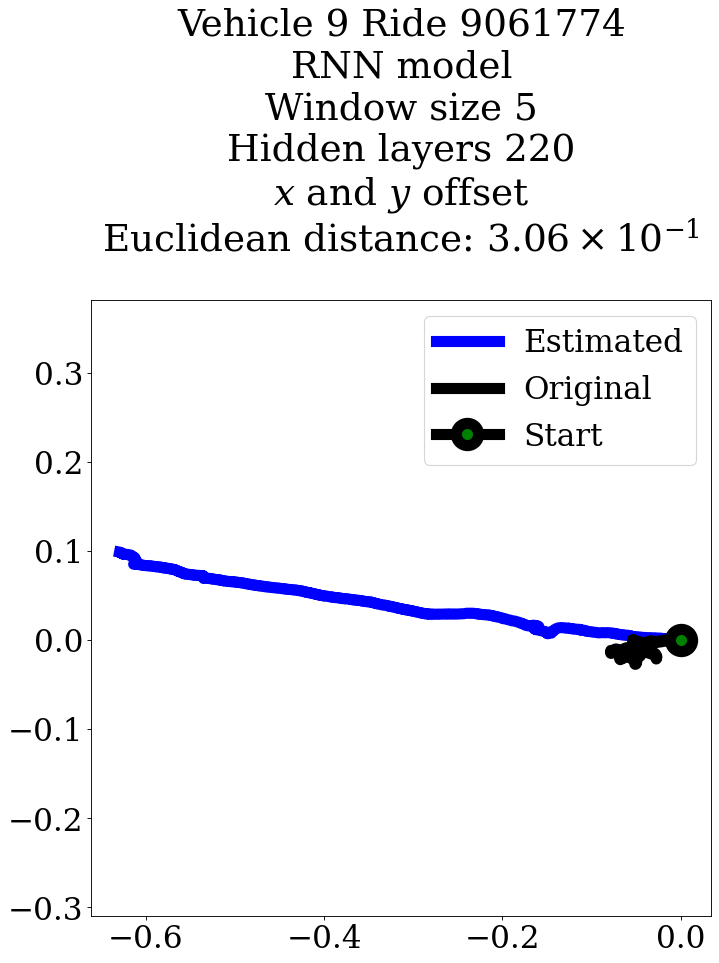 Vehicle 9 Ride 9061774
RNN model
Window size 5
Hidden layers 220
x and y offset
Euclidean distance: 3.06 × 10⁻¹
Estimated
Original
Start
0.3
0.2
0.1
0.0
−0.1
−0.2
−0.3
−0.6
−0.4
−0.2
0.0